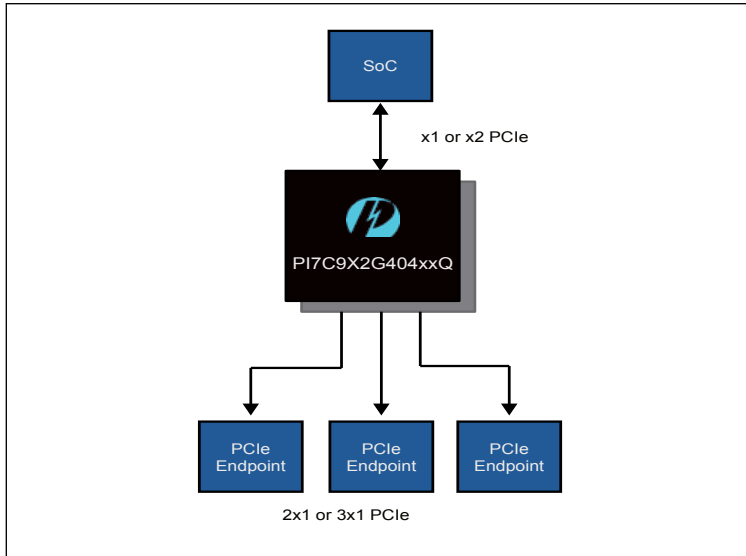 SoC
x1 or x2 PCIe
PI7C9X2G404xxQ
PCIe
Endpoint
PCIe
Endpoint
PCIe
Endpoint
2x1 or 3x1 PCIe